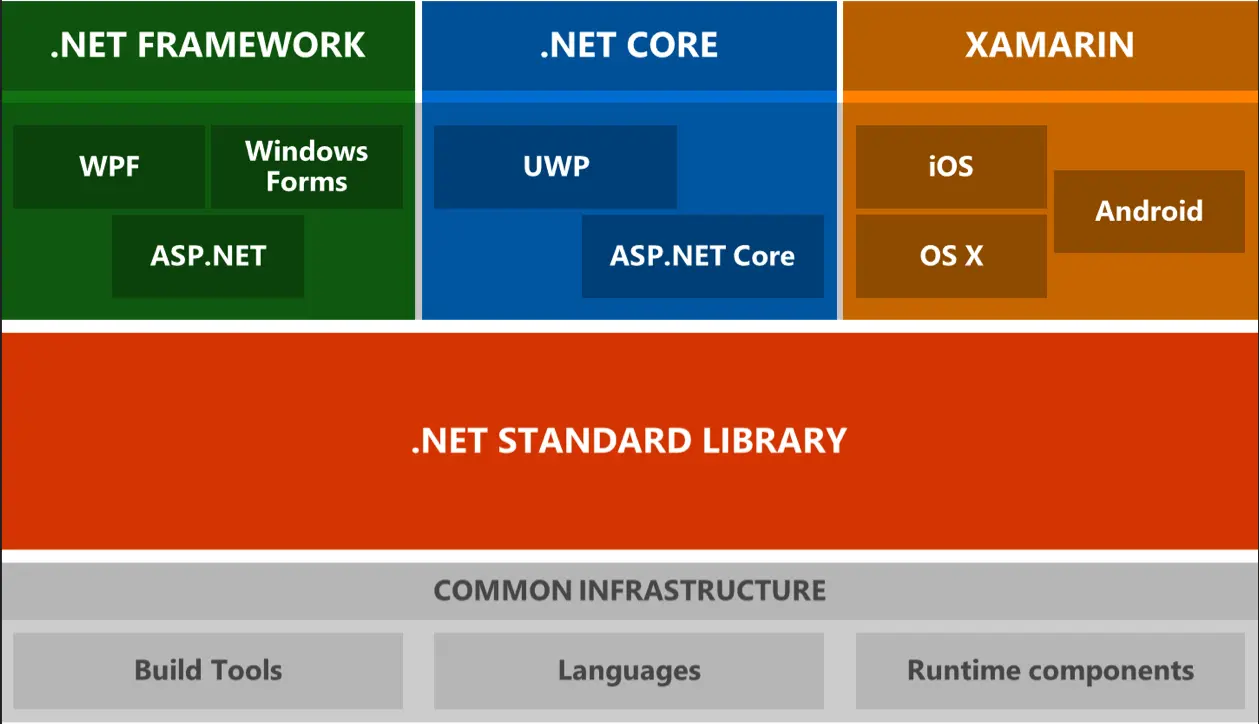 .NET FRAMEWORK
.NET CORE
XAMARIN
WPF
Windows
Forms
ASP.NET
UWP
ASP.NET Core
iOS
Android
OS X
.NET STANDARD LIBRARY
COMMON INFRASTRUCTURE
Build Tools
Languages
Runtime components